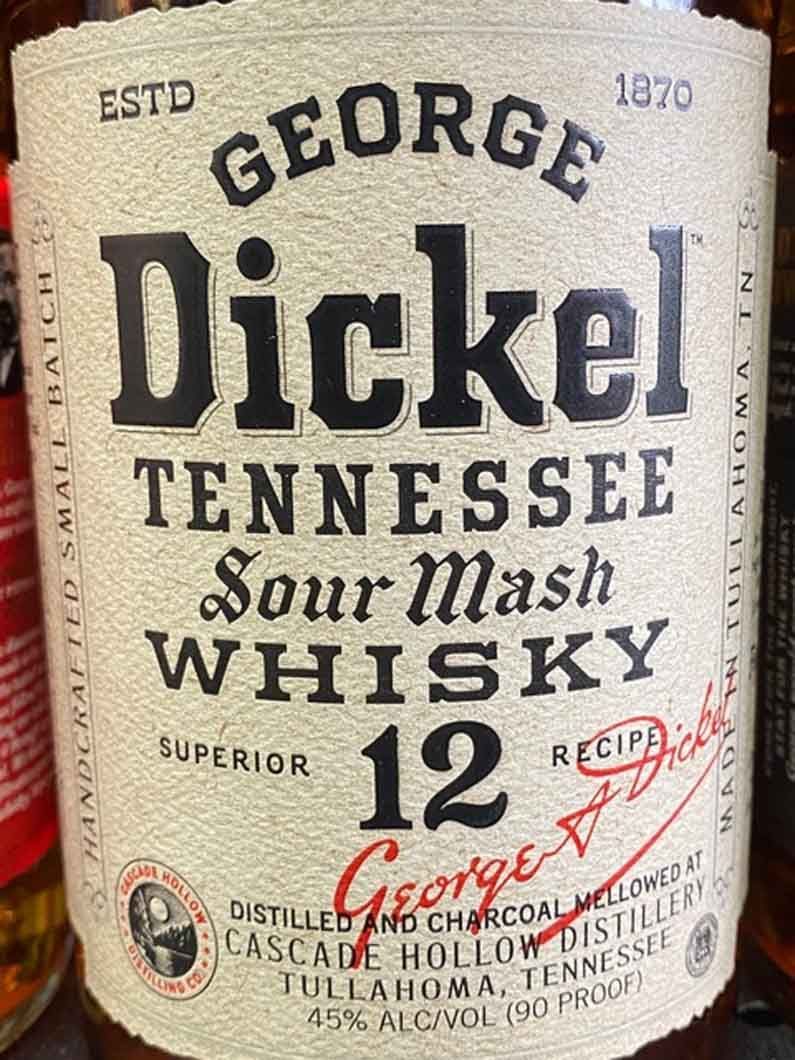 ESTD 1870
GEORGE
Dickel™
TENNESSEE
Sour Mash
WHISKY
SUPERIOR 12 RECIPE
George A Dickel
DISTILLED AND CHARCOAL MELLOWED AT
CASCADE HOLLOW DISTILLERY
TULLAHOMA, TENNESSEE
45% ALC/VOL (90 PROOF)
HANDCRAFTED SMALL BATCH
MADE IN TULLAHOMA, TN
CASCADE HOLLOW
DISTILLING CO.